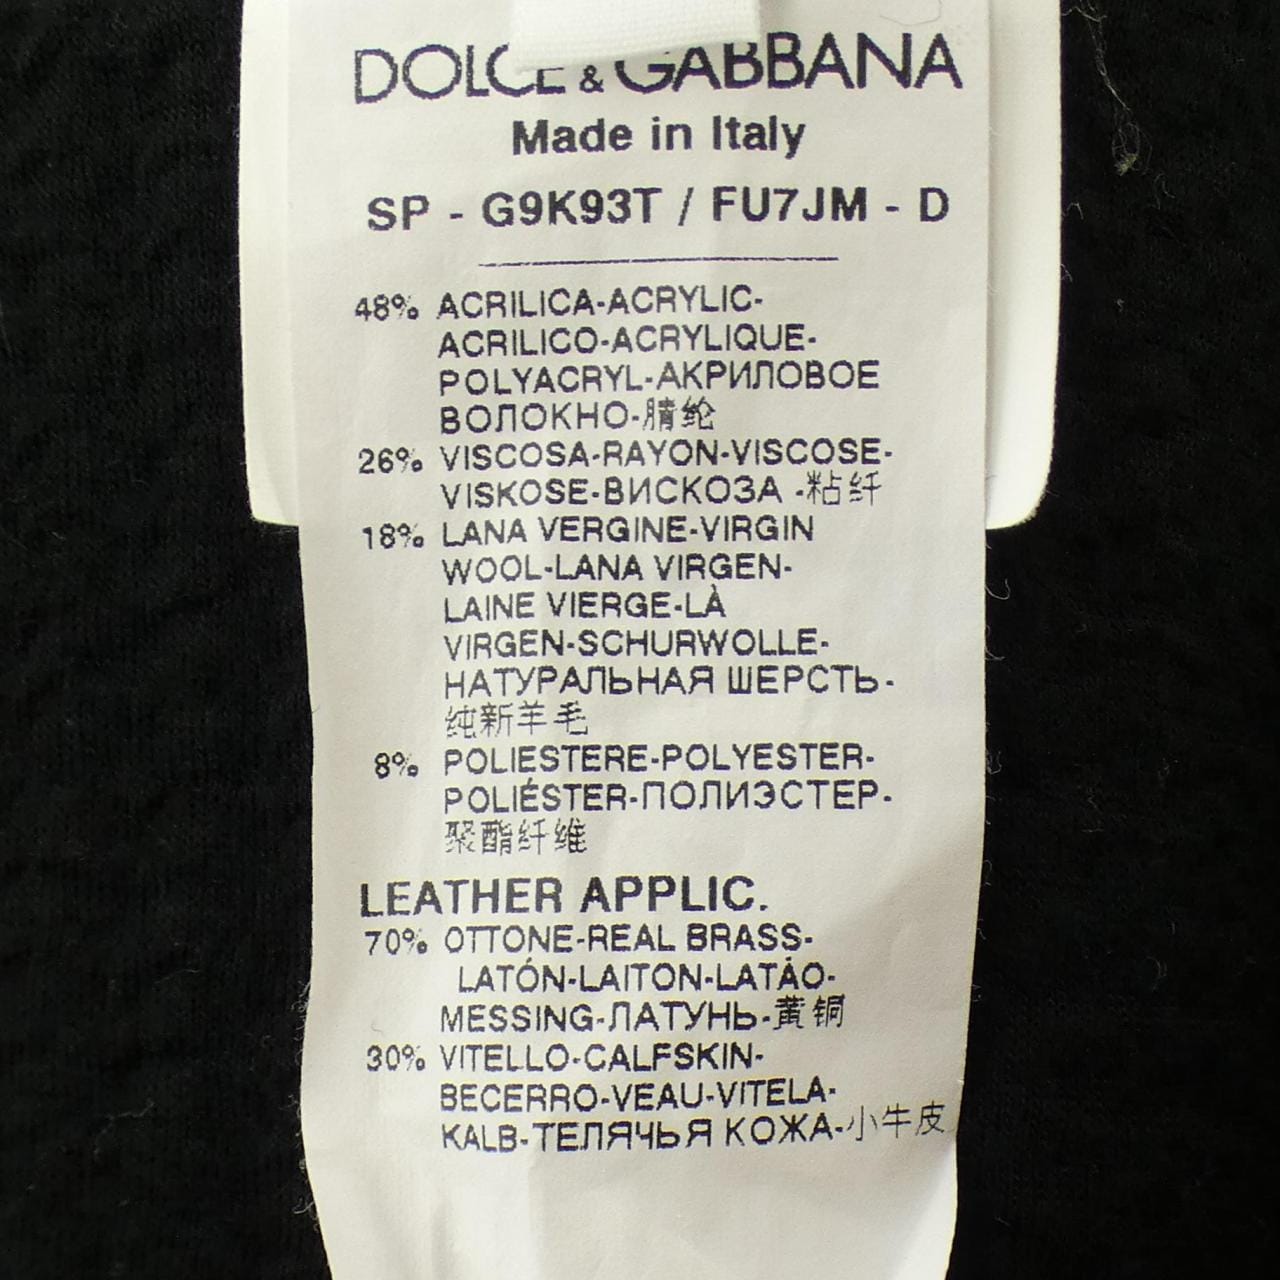 DOLCE & GABBANA
Made in Italy
SP - G9K93T / FU7JM - D
48% ACRILICA-ACRYLIC-
ACRILICO-ACRYLIQUE-
POLYACRYL-АКРИЛОВОЕ
ВОЛОКНО-腈纶
26% VISCOSA-RAYON-VISCOSE-
VISKOSE-ВИСКОЗА -粘纤
18% LANA VERGINE-VIRGIN
WOOL-LANA VIRGEN-
LAINE VIERGE-LÀ
VIRGEN-SCHURWOLLE-
НАТУРАЛЬНАЯ ШЕРСТЬ-
纯新羊毛
8% POLIESTERE-POLYESTER-
POLIÉSTER-ПОЛИЭСТЕР-
聚酯纤维
LEATHER APPLIC.
70% OTTONE-REAL BRASS-
LATÓN-LAITON-LATÃO-
MESSING-ЛАТУНЬ-黄铜
30% VITELLO-CALFSKIN-
BECERRO-VEAU-VITELA-
KALB-ТЕЛЯЧЬЯ КОЖА-小牛皮